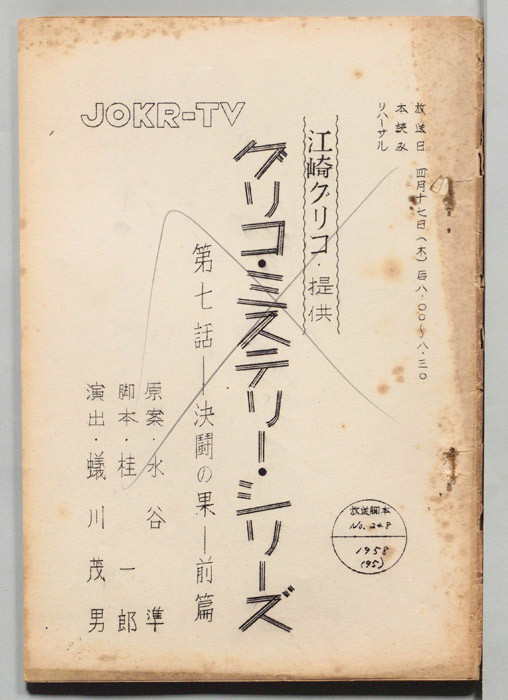 放送日 四月十七日(木)后八・〇〇〜八・三〇
本読み
リハーサル
江崎グリコ・提供
JOKR-TV
グリコ・ミステリー・シリーズ
第七話―決闘の果―前篇
原案・水谷準
脚本・桂一郎
演出・蟻川茂男
放送脚本
No. 248
1958
(95)